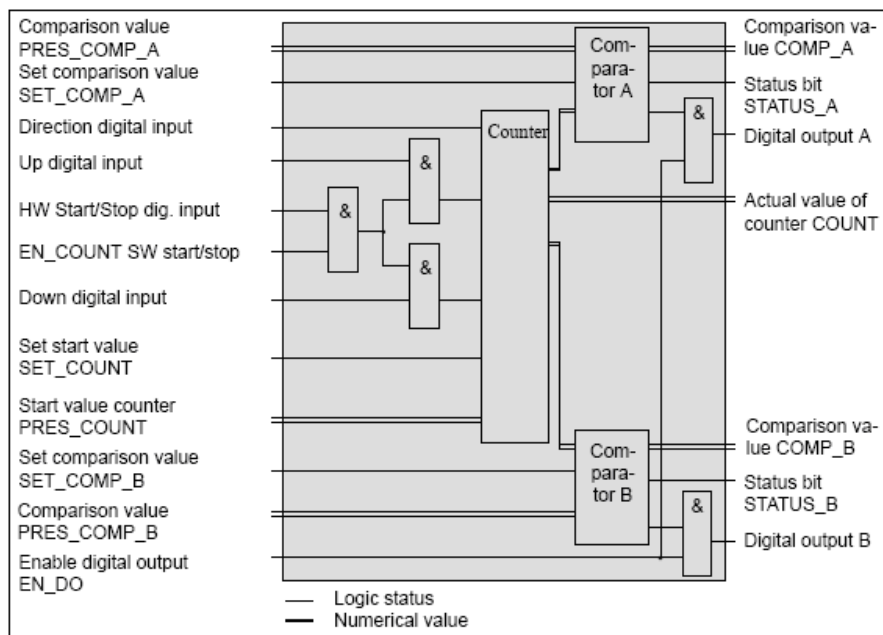 Comparison value
PRES_COMP_A
Set comparison value
SET_COMP_A
Direction digital input
Up digital input
HW Start/Stop dig. input
EN_COUNT SW start/stop
Down digital input
Set start value
SET_COUNT
Start value counter
PRES_COUNT
Set comparison value
SET_COMP_B
Comparison value
PRES_COMP_B
Enable digital output
EN_DO
&
&
&
Counter
Com-
para-
tor A
Com-
para-
tor B
&
&
Comparison va-
lue COMP_A
Status bit
STATUS_A
Digital output A
Actual value of
counter COUNT
Comparison va-
lue COMP_B
Status bit
STATUS_B
Digital output B
Logic status
Numerical value